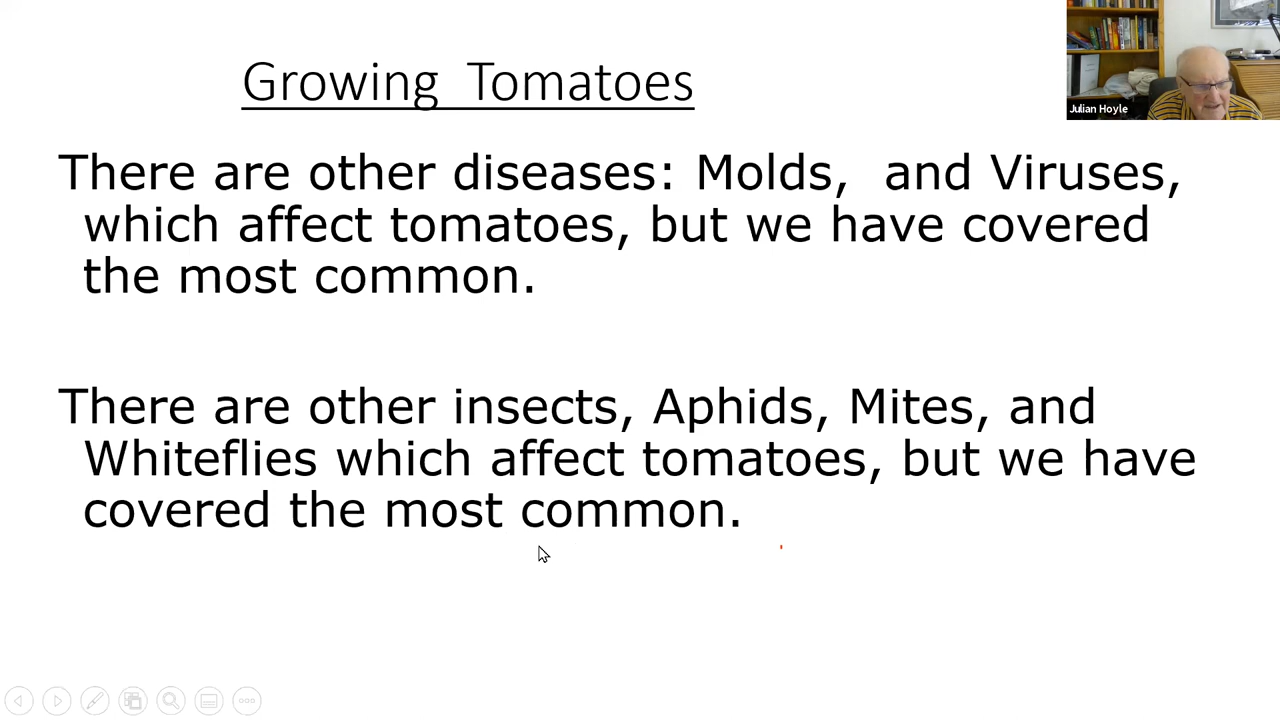 Growing Tomatoes
Julian Hoyle
There are other diseases: Molds, and Viruses,
which affect tomatoes, but we have covered
the most common.
There are other insects, Aphids, Mites, and
Whiteflies which affect tomatoes, but we have
covered the most common.